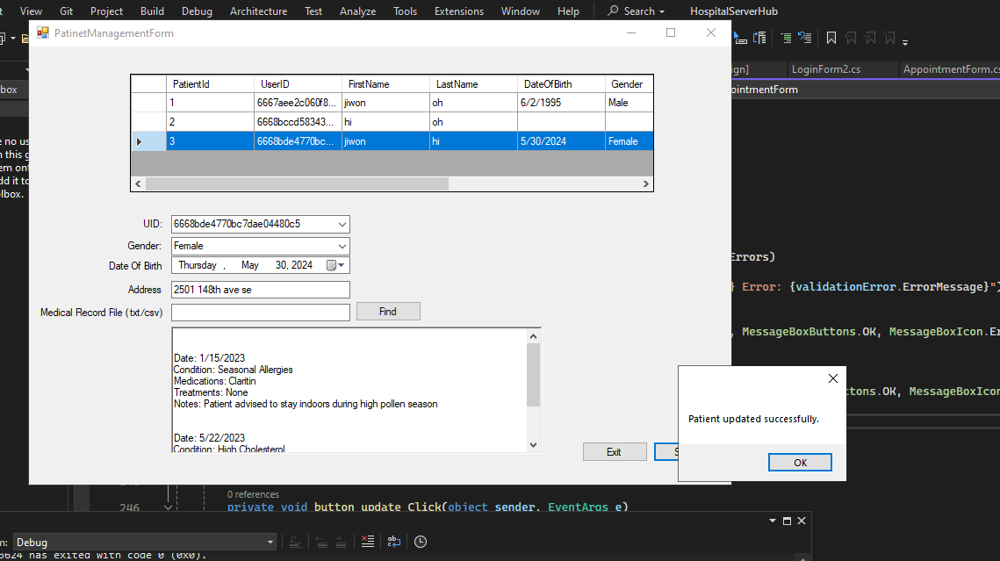 View Git Project Build Debug Architecture Test Analyze Tools Extensions Window Help Search HospitalServerHub
PatinetManagementForm
ign] LoginForm2.cs AppointmentForm.cs
box
ointmentForm
PatientId UserID FirstName LastName DateOfBirth Gender
1 6667aee2c060f8... jiwon oh 6/2/1995 Male
2 6668bccd58343... hi oh
3 6668bde4770bc... jiwon hi 5/30/2024 Female
e no us
n this g
em ont
dd it to
lbox.
UID: 6668bde4770bc7dae04480c5
Gender: Female
Date Of Birth Thursday , May 30, 2024
Errors)
Address 2501 148th ave se
} Error: {validationError.ErrorMessage}")
Medical Record File (txt/csv) Find
, MessageBoxButtons.OK, MessageBoxIcon.Er
Date: 1/15/2023
Condition: Seasonal Allergies
Medications: Claritin
Treatments: None
Notes: Patient advised to stay indoors during high pollen season
tons.OK, MessageBoxIcon
Date: 5/22/2023
Condition: High Cholesterol
Patient updated successfully.
Exit S
OK
0 references
246 private void button_update_Click(object sender, EventArgs e)
m: Debug
3624 has exited with code 0 (0x0).